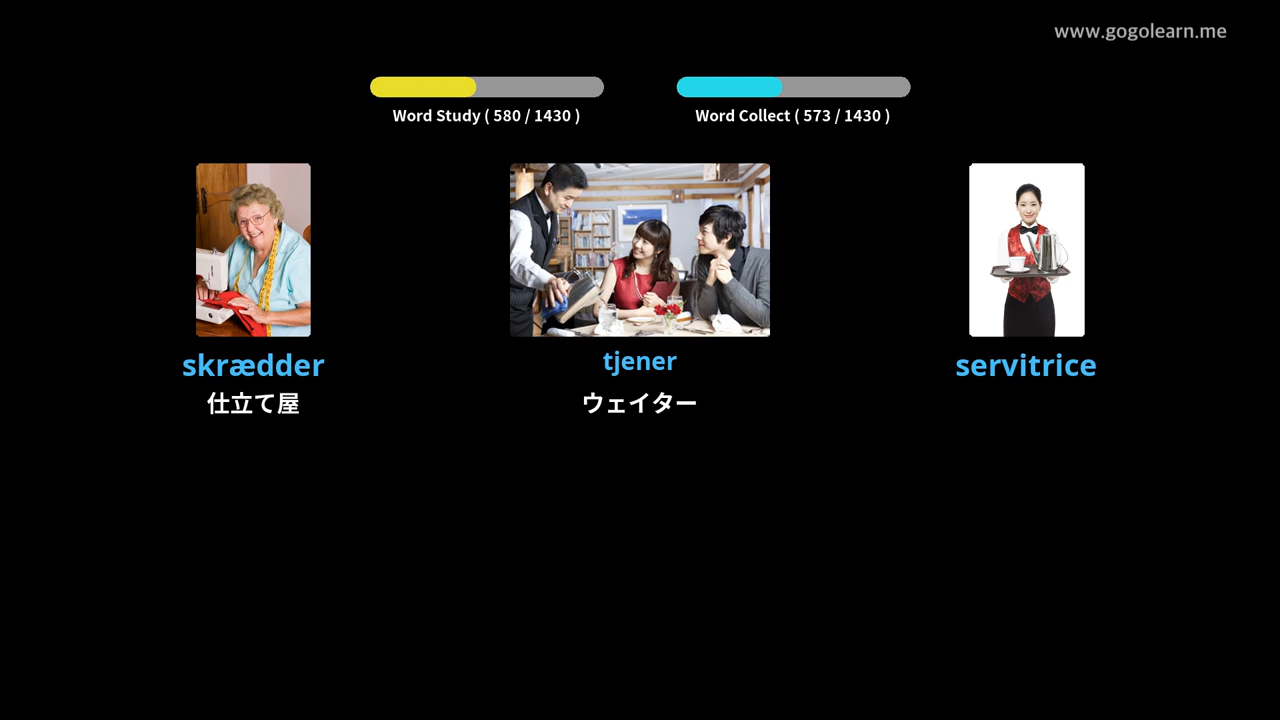 www.gogolearn.me
Word Study ( 580 / 1430 )
Word Collect ( 573 / 1430 )
skrædder
仕立て屋
tjener
ウェイター
servitrice